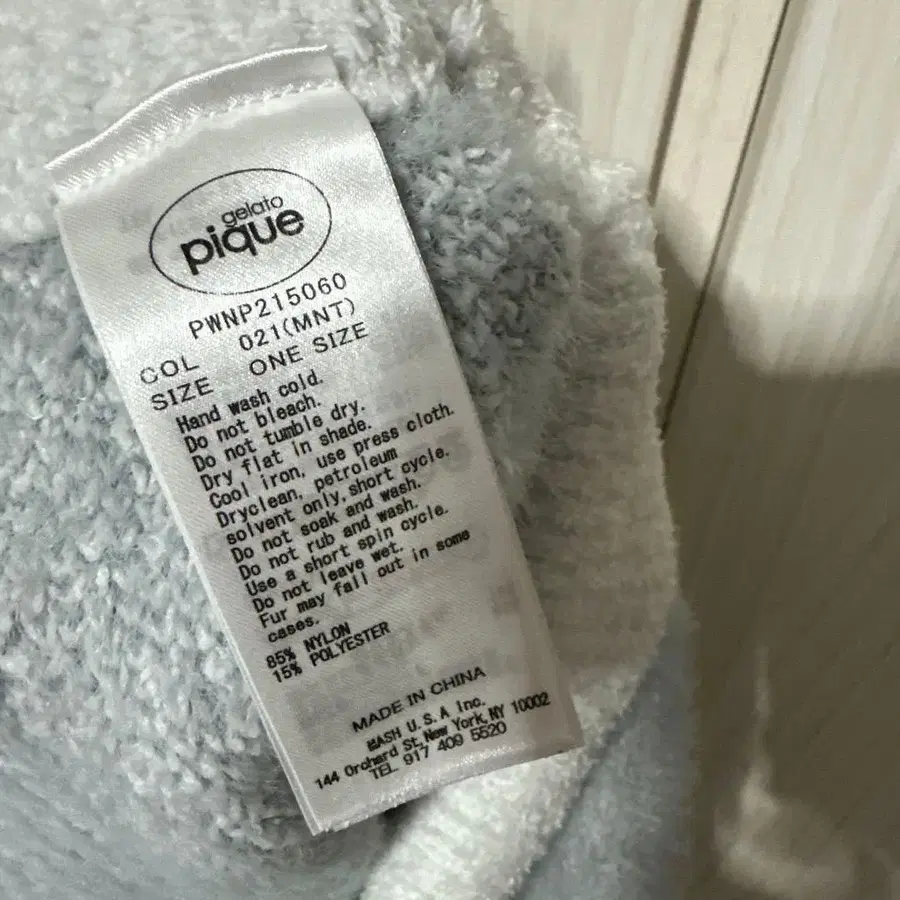 gelato
pique
PWNP215060
COL 021(MNT)
SIZE ONE SIZE
Hand wash cold.
Do not bleach.
Do not tumble dry.
Dry flat in shade.
Cool iron, use press cloth.
Dryclean, petroleum
solvent only,short cycle.
Do not soak and wash.
Do not rub and wash.
Use a short spin cycle.
Do not leave wet.
Fur may fall out in some
cases.
85% NYLON
15% POLYESTER
MADE IN CHINA
MASH U.S.A Inc.
144 Orchard St,New York,NY 10002
TEL 917 409 5520